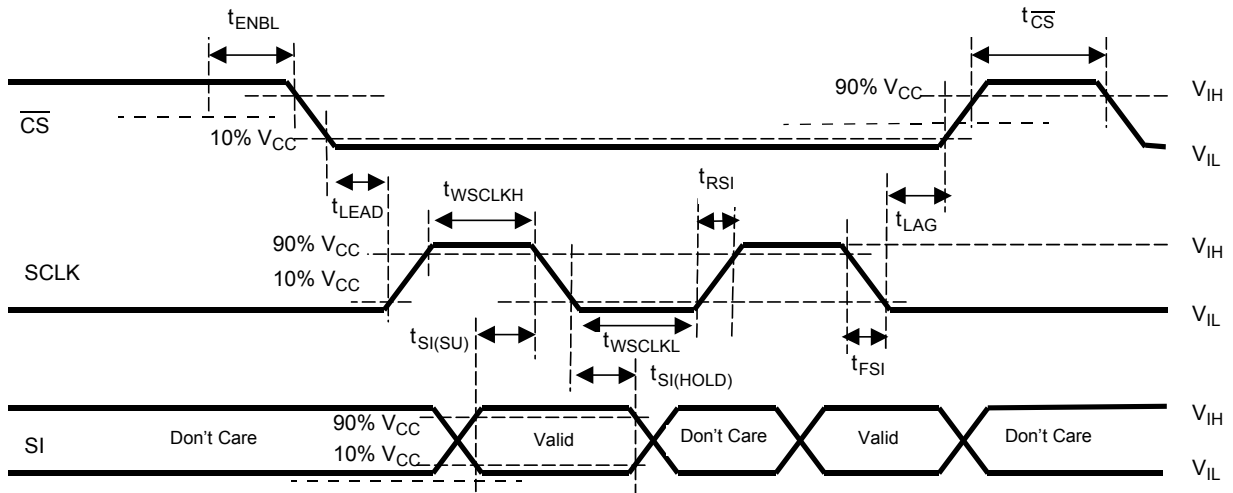 tENBL
tCS
90% VCC
VIH
CS
10% VCC
VIL
tLEAD
tWSCLKH
tRSI
tLAG
90% VCC
VIH
SCLK
10% VCC
VIL
tSI(SU)
tWSCLKL
tFSI
tSI(HOLD)
90% VCC
VIH
SI
Don't Care
Valid
Don't Care
Valid
Don't Care
10% VCC
VIL